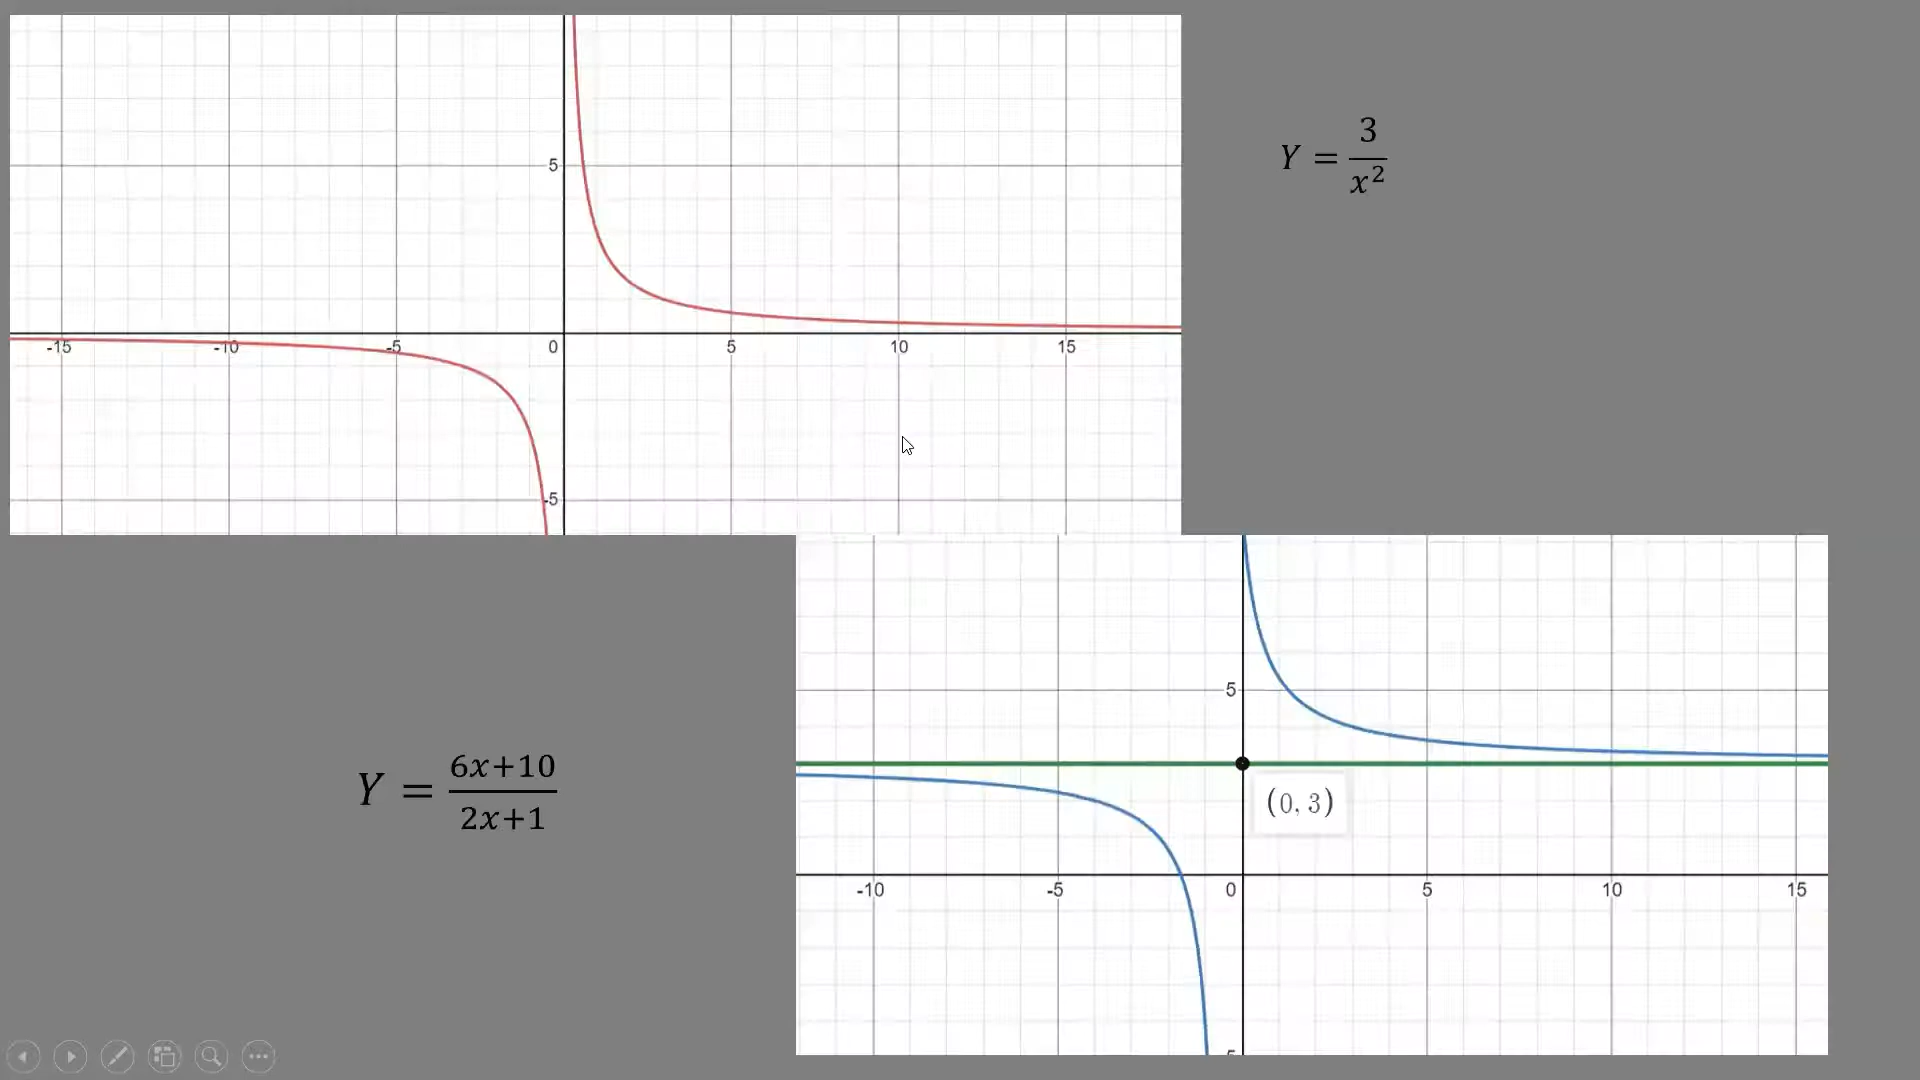 Y = 3/x²
5
-15 -10 -5 0 5 10 15
-5
Y = (6x+10)/(2x+1)
5
(0, 3)
-10 -5 0 5 10 15